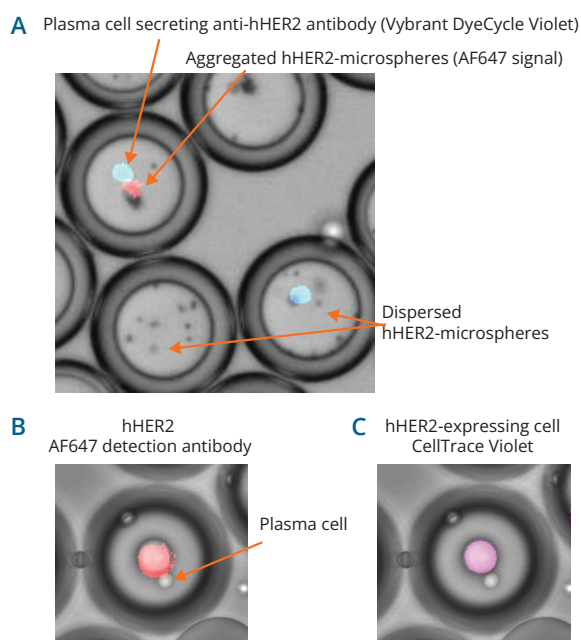 A
Plasma cell secreting anti-hHER2 antibody (Vybrant DyeCycle Violet)
Aggregated hHER2-microspheres (AF647 signal)
Dispersed
hHER2-microspheres
B
hHER2
AF647 detection antibody
Plasma cell
C
hHER2-expressing cell
CellTrace Violet